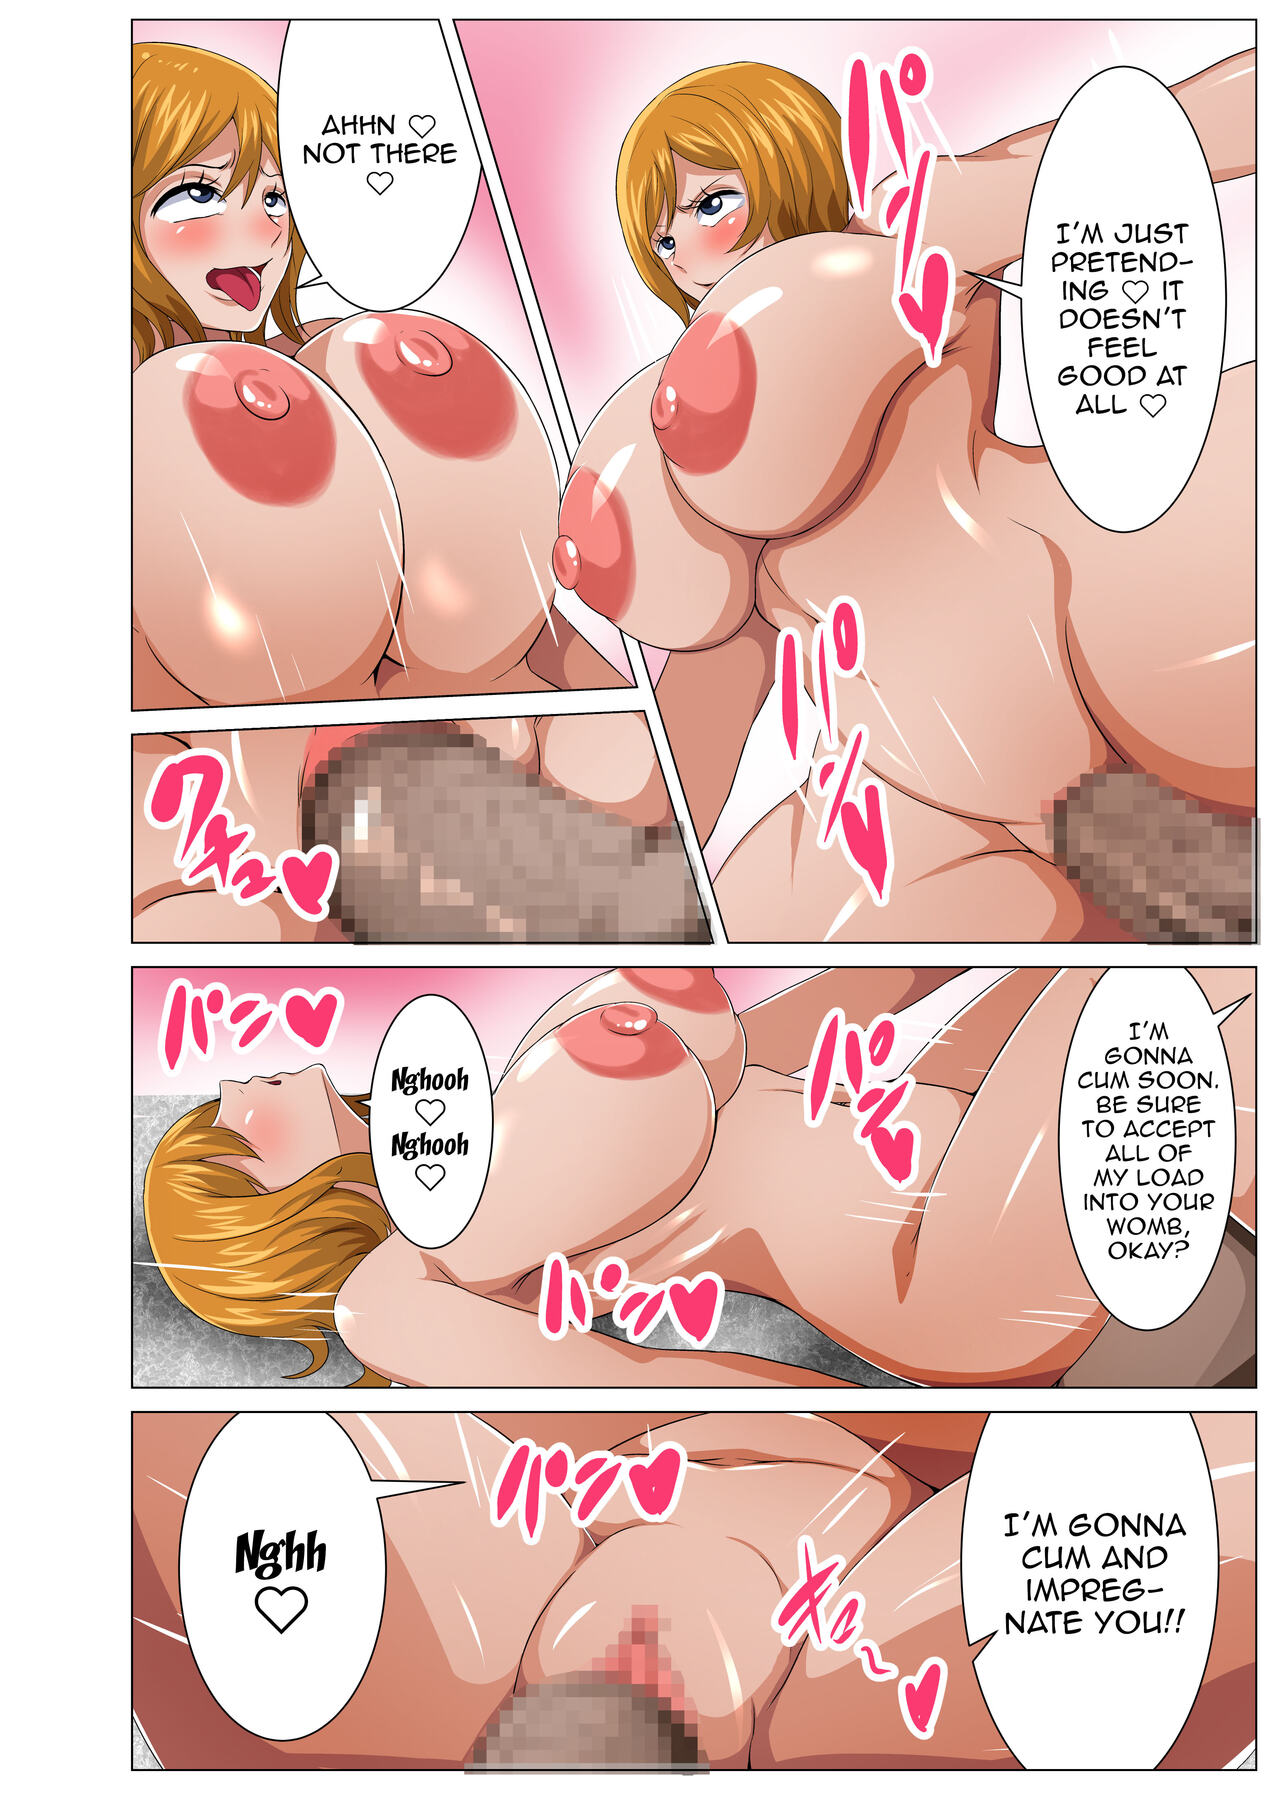 I'M JUST
PRETEND-
ING ♡ IT
DOESN'T
FEEL
GOOD AT
ALL ♡
パン♥
パン♥
AHHN ♡
NOT THERE
♡
クチュ♥
I'M
GONNA
CUM SOON.
BE SURE
TO ACCEPT
ALL OF
MY LOAD
INTO YOUR
WOMB,
OKAY?
パン♥
パン♥
パン♥
Nghooh
♡
Nghooh
♡
I'M GONNA
CUM AND
IMPREG-
NATE YOU!!
パン♥
キュ～♥
Nghh
♡